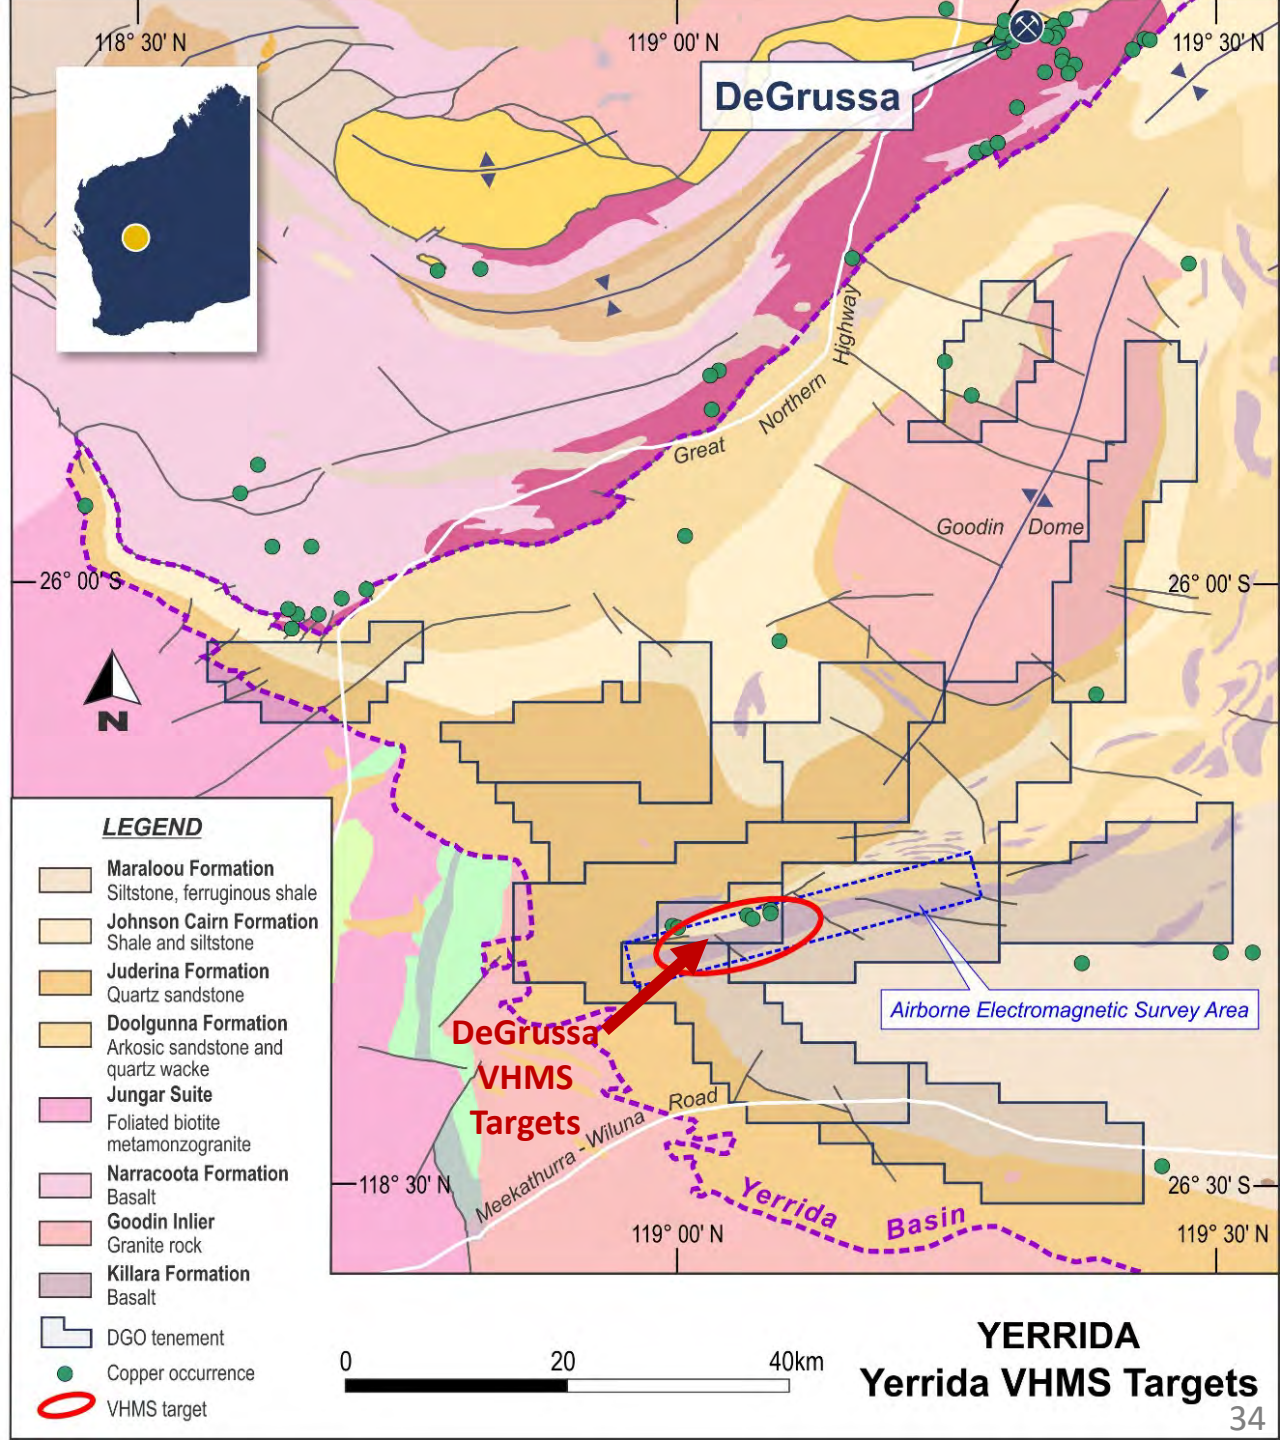 118° 30' N
119° 00' N
119° 30' N
DeGrussa
Highway
Northern
Great
Goodin Dome
26° 00' S
26° 00' S
N
LEGEND
Maraloou Formation
Siltstone, ferruginous shale
Johnson Cairn Formation
Shale and siltstone
Juderina Formation
Quartz sandstone
Doolgunna Formation
Arkosic sandstone and
quartz wacke
Jungar Suite
Foliated biotite
metamonzogranite
Narracoota Formation
Basalt
Goodin Inlier
Granite rock
Killara Formation
Basalt
DGO tenement
Copper occurrence
VHMS target
Airborne Electromagnetic Survey Area
DeGrussa
VHMS
Targets
Meekathurra - Wiluna Road
118° 30' N
26° 30' S
Yerrida Basin
119° 00' N
119° 30' N
0 20 40km
YERRIDA
Yerrida VHMS Targets
34